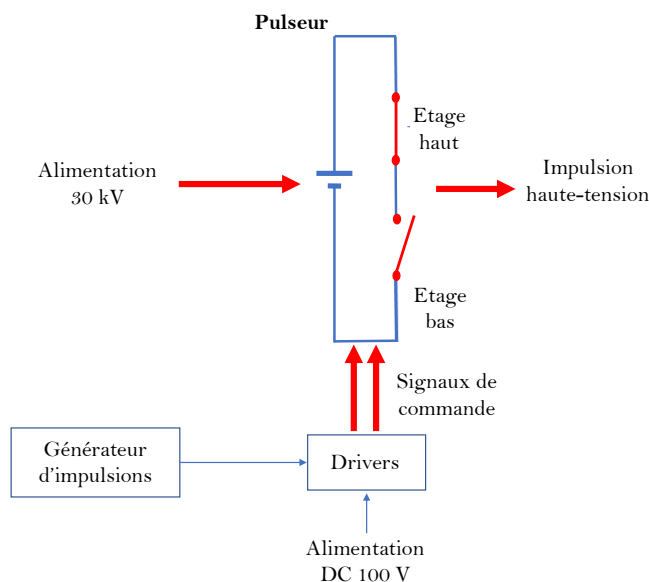 Pulseur
Etage
haut
Alimentation
30 kV
Impulsion
haute-tension
Etage
bas
Signaux de
commande
Générateur
d'impulsions
Drivers
Alimentation
DC 100 V